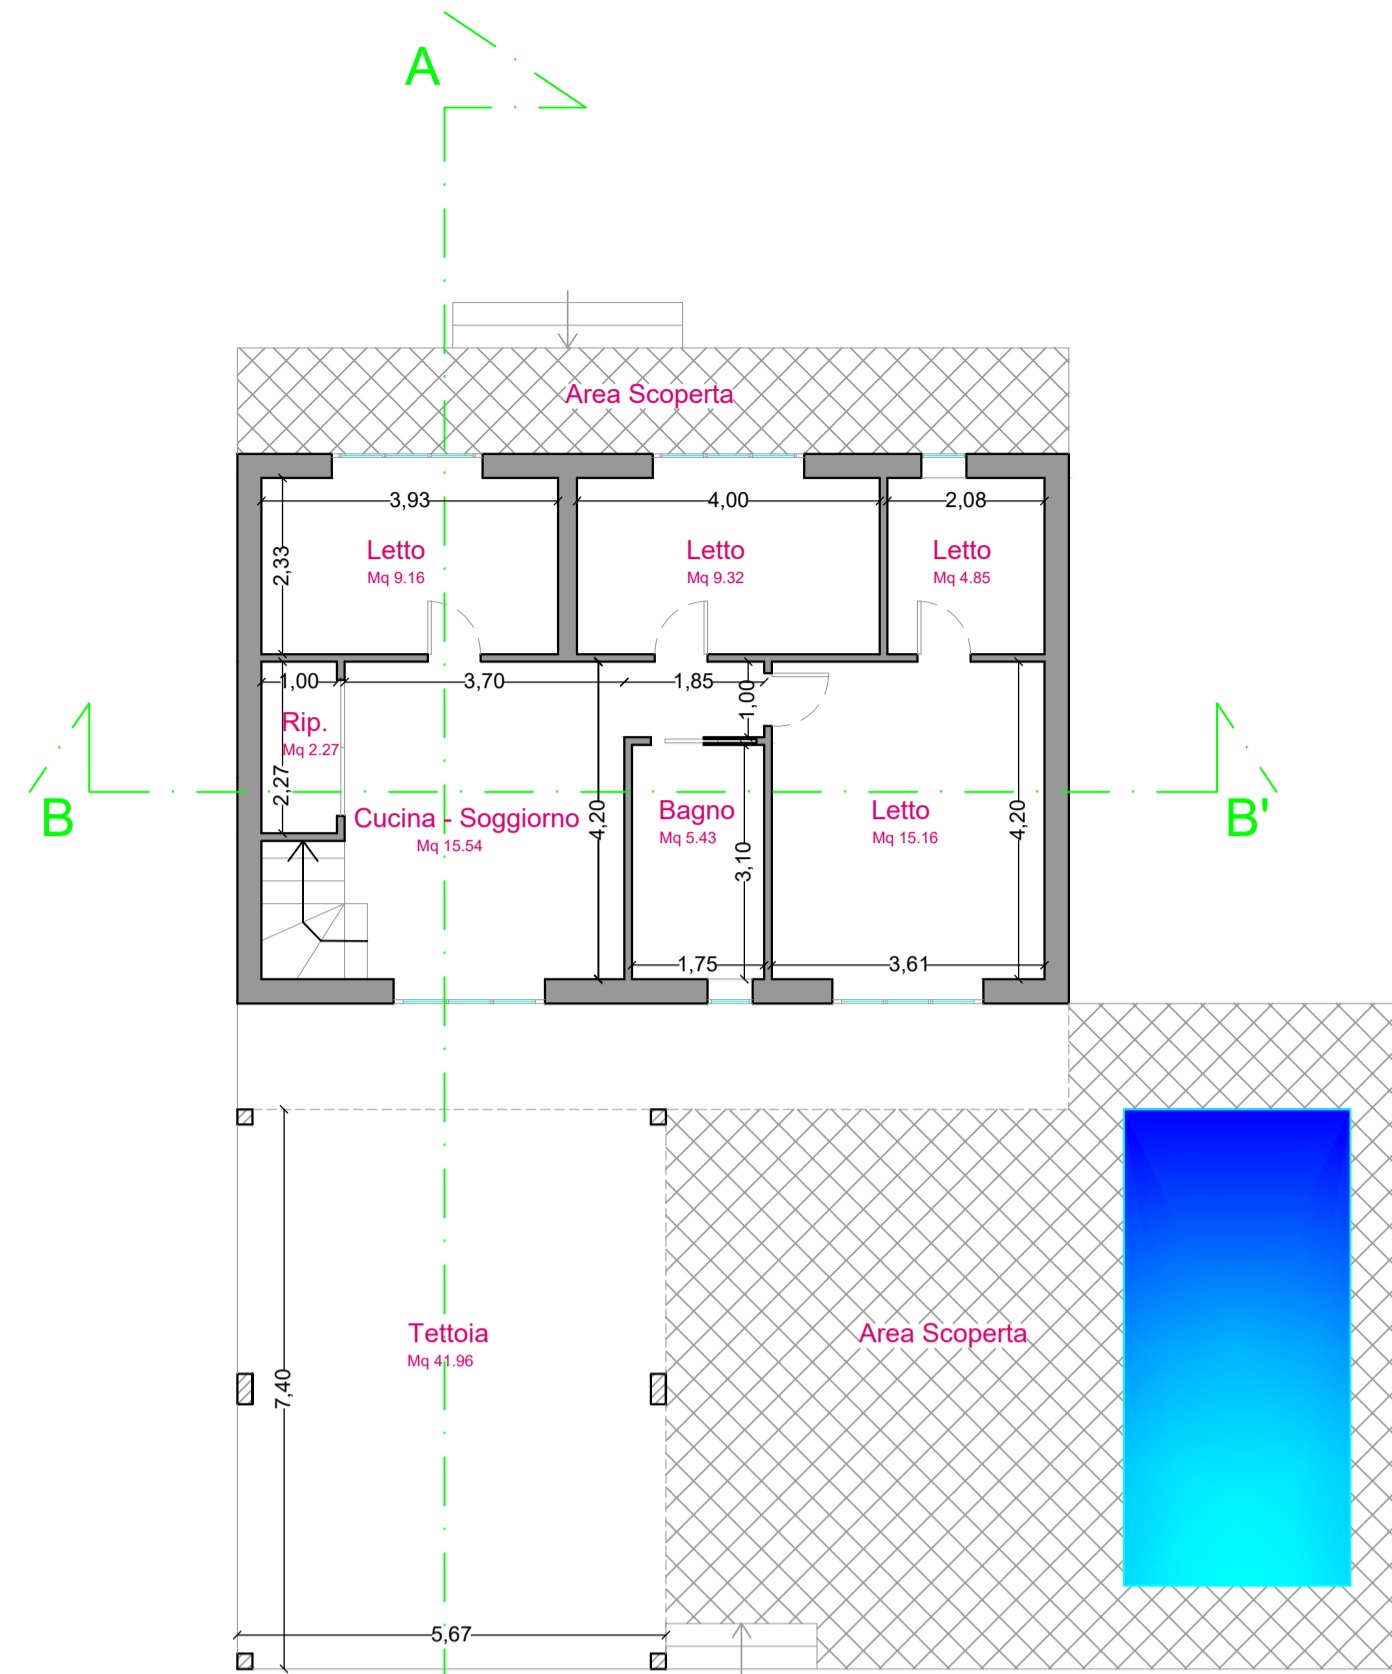 A
Area Scoperta
3,93
4,00
2,08
2,33
Letto
Mq 9.16
Letto
Mq 9.32
Letto
Mq 4.85
1,00
3,70
1,85
1,00
Rip.
Mq 2.27
2,27
B
Cucina - Soggiorno
Mq 15.54
4,20
Bagno
Mq 5.43
3,10
Letto
Mq 15.16
4,20
B'
1,75
3,61
Tettoia
Mq 41.96
7,40
Area Scoperta
5,67